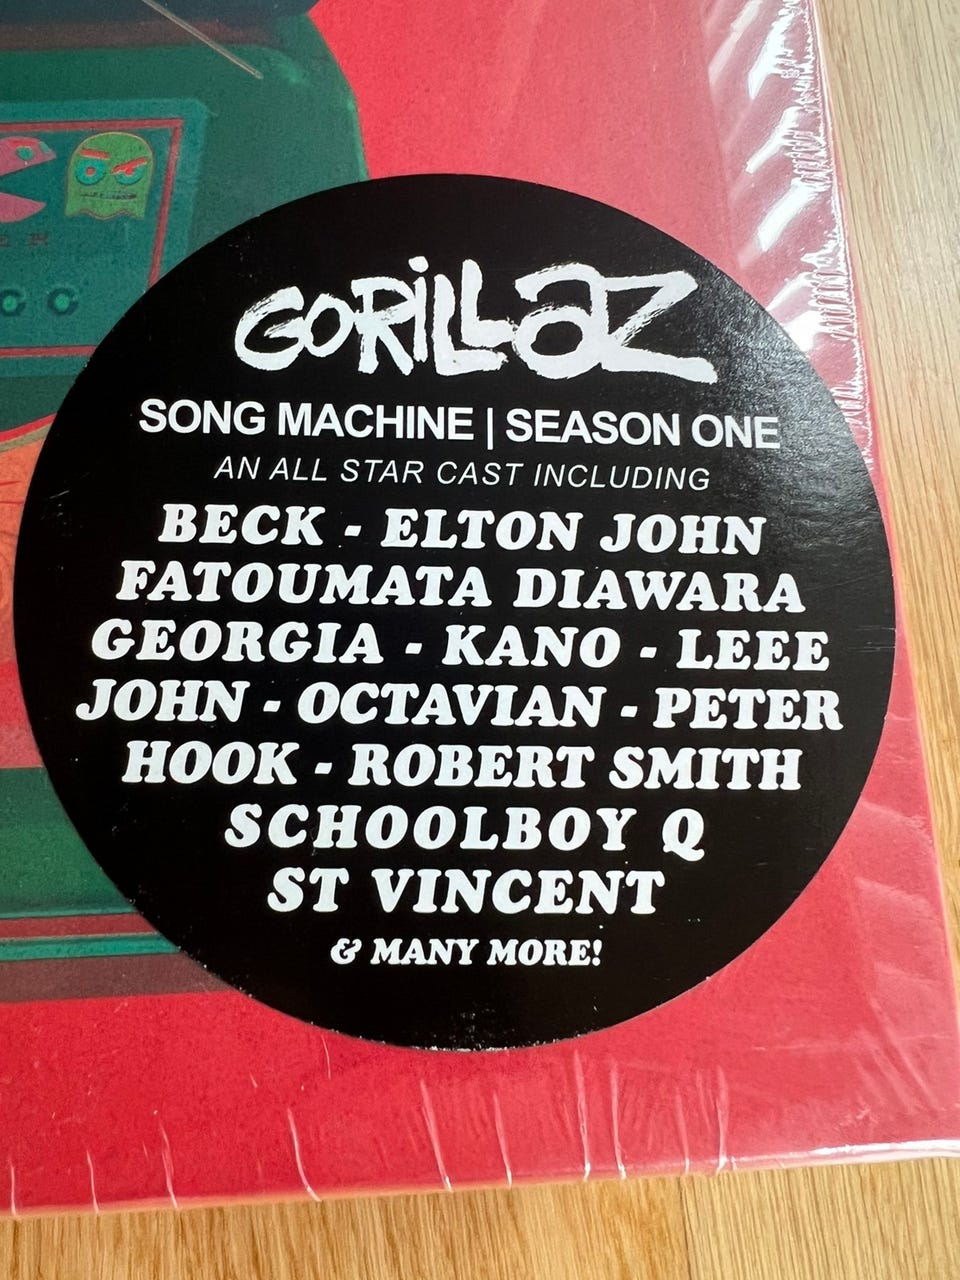 GORiLLaZ
SONG MACHINE | SEASON ONE
AN ALL STAR CAST INCLUDING
BECK - ELTON JOHN
FATOUMATA DIAWARA
GEORGIA - KANO - LEEE
JOHN - OCTAVIAN - PETER
HOOK - ROBERT SMITH
SCHOOLBOY Q
ST VINCENT
& MANY MORE!